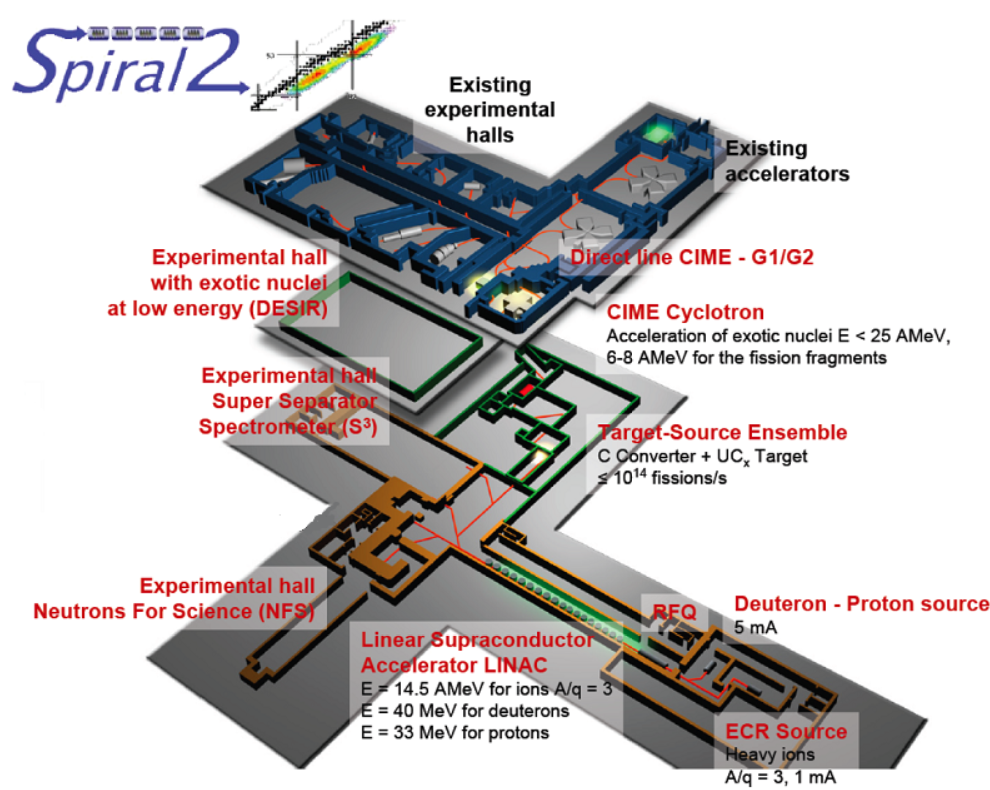 Spiral2
Existing
experimental
halls
Existing
accelerators
Experimental hall
with exotic nuclei
at low energy (DESIR)
Direct line CIME - G1/G2
CIME Cyclotron
Acceleration of exotic nuclei E < 25 AMeV,
6-8 AMeV for the fission fragments
Experimental hall
Super Separator
Spectrometer (S³)
Target-Source Ensemble
C Converter + UCₓ Target
≤ 10¹⁴ fissions/s
Experimental hall
Neutrons For Science (NFS)
RFQ
Deuteron - Proton source
5 mA
Linear Supraconductor
Accelerator LINAC
E = 14.5 AMeV for ions A/q = 3
E = 40 MeV for deuterons
E = 33 MeV for protons
ECR Source
Heavy ions
A/q = 3, 1 mA